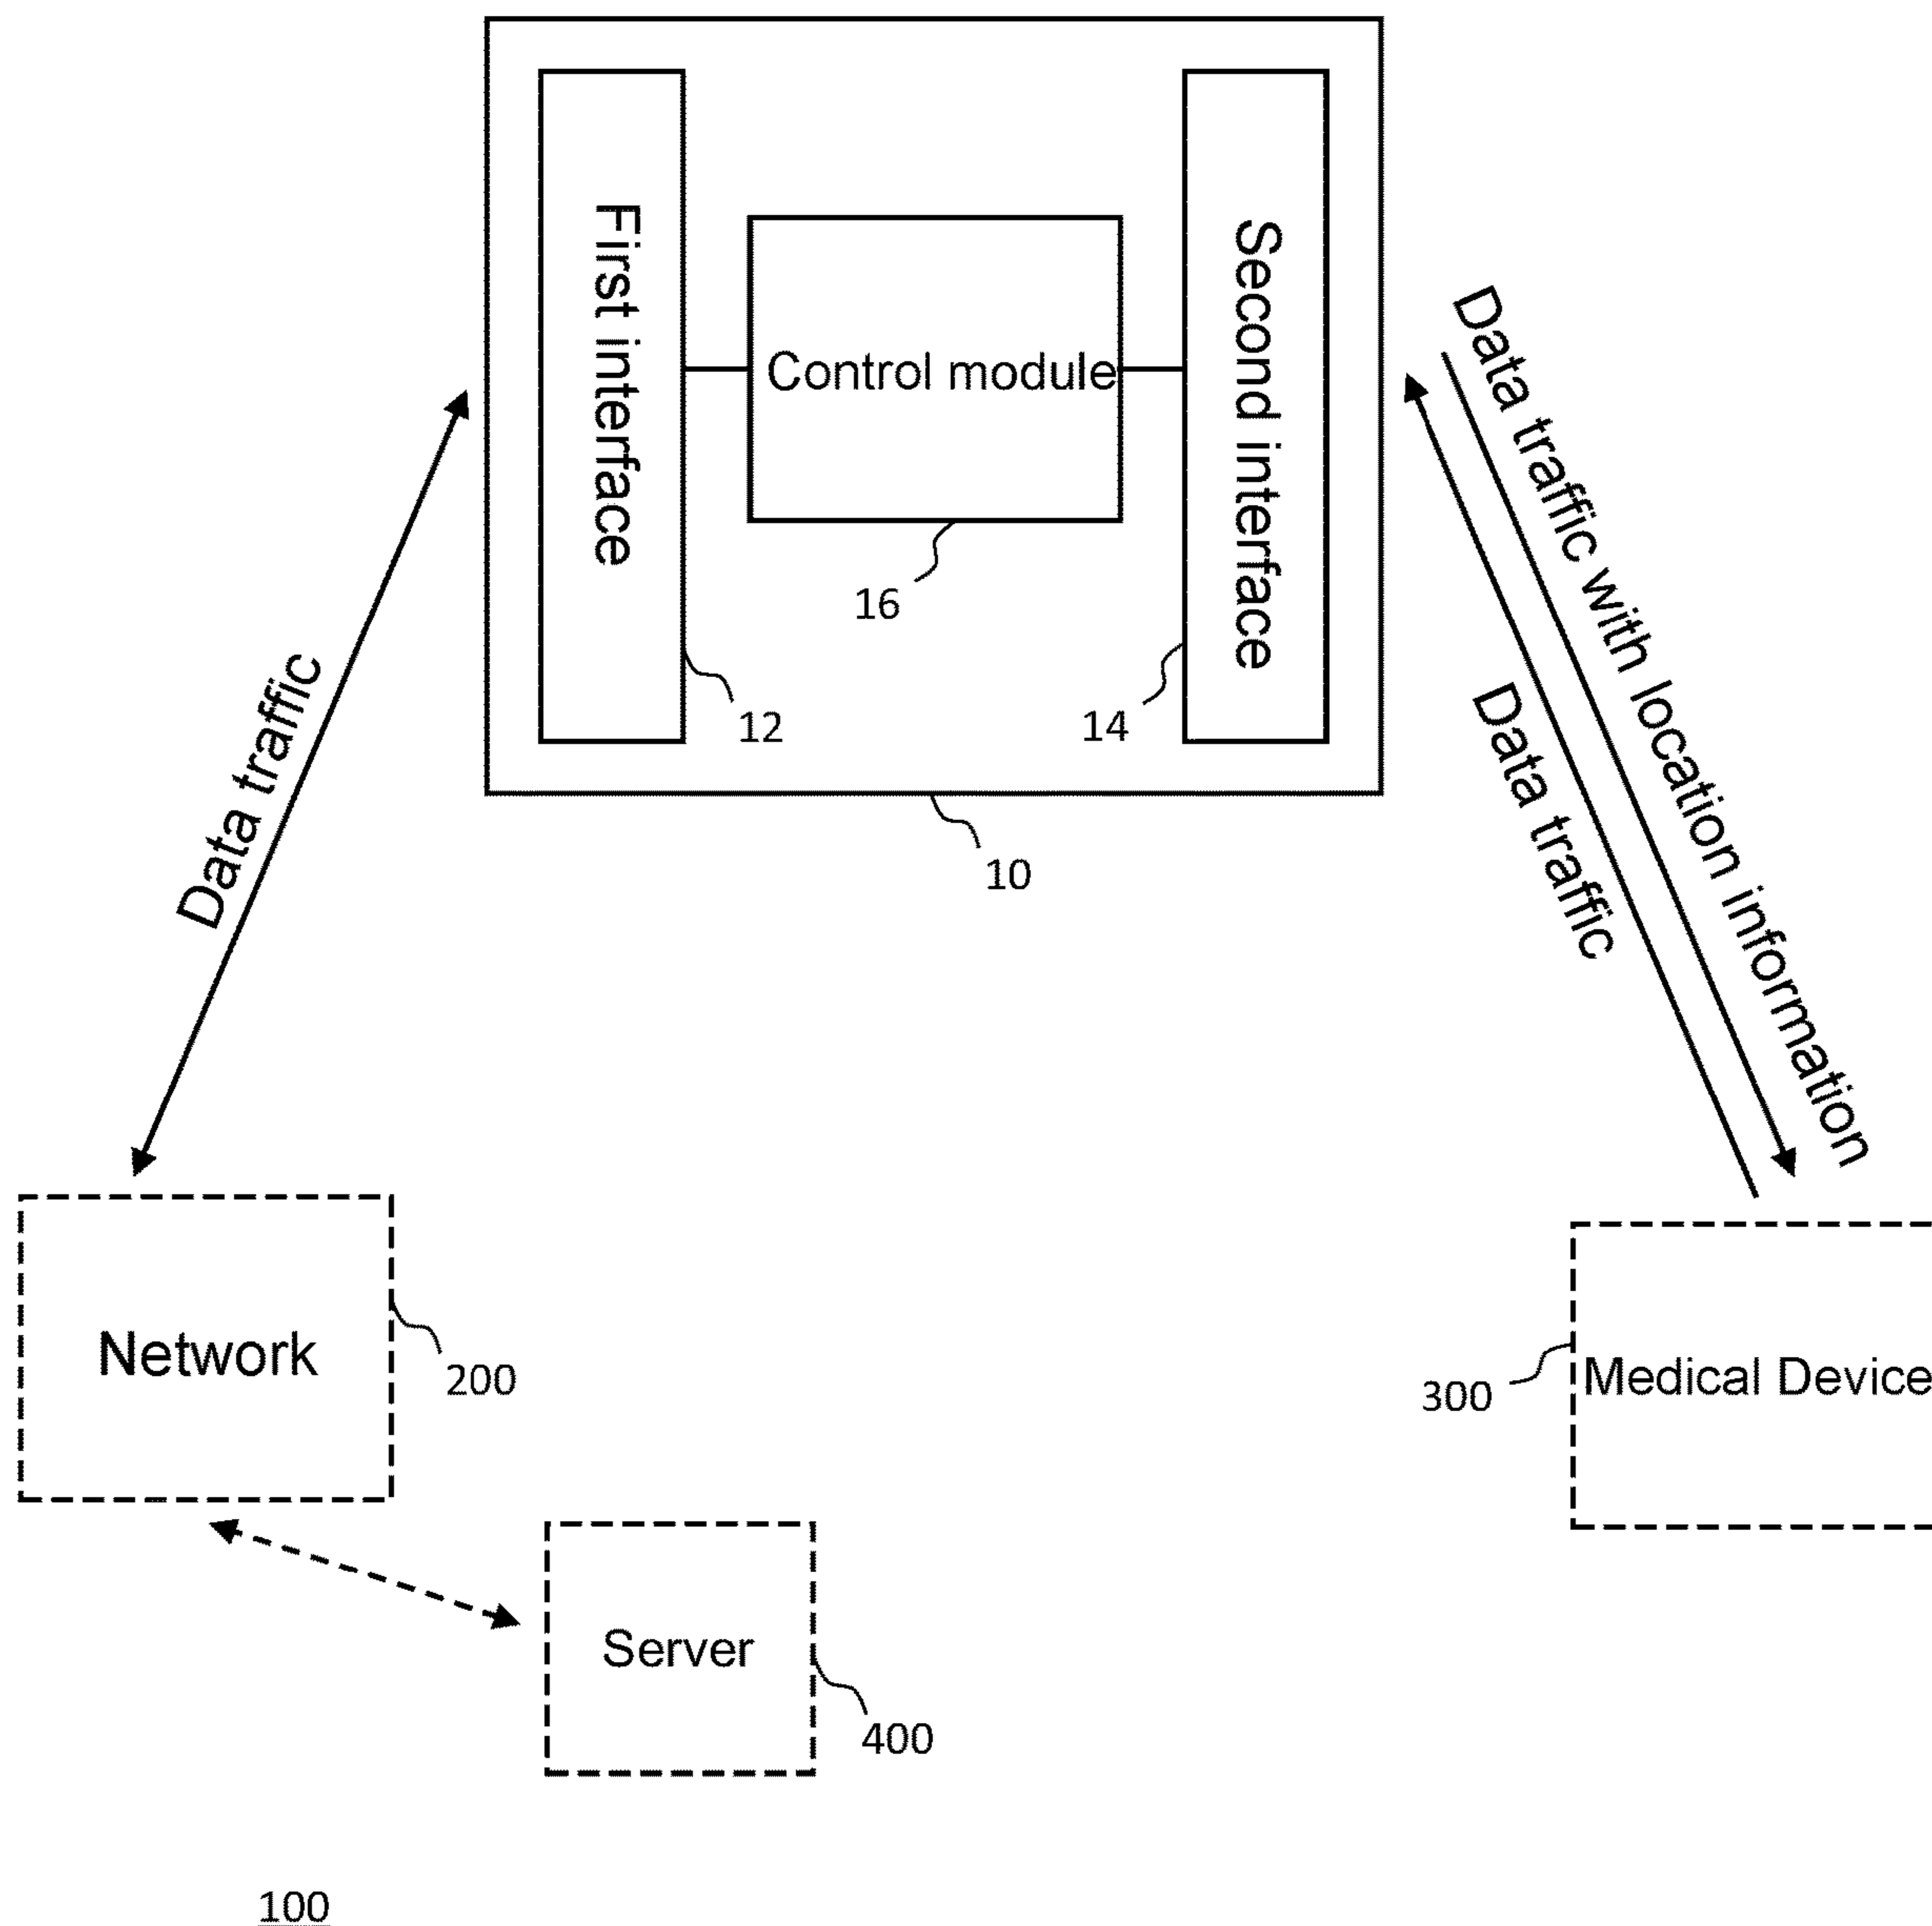 First interface
Control module
Second interface
16
12
14
10
Data traffic
Data traffic with location information
Data traffic
Network
200
300
Medical Device
Server
400
100